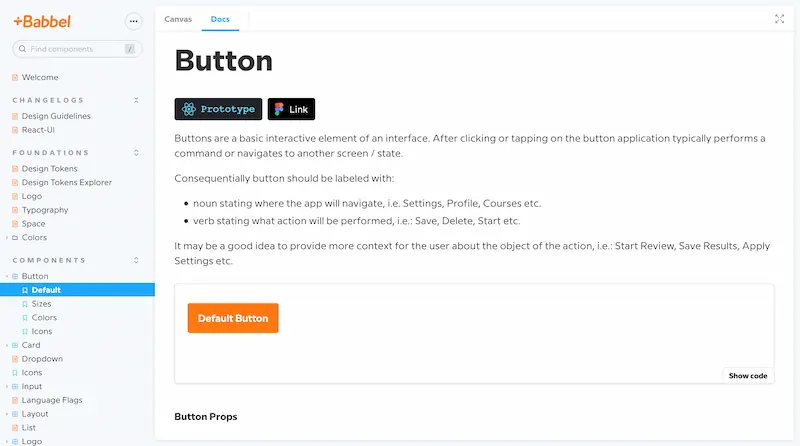 +Babbel
Find components
/
Welcome
CHANGELOGS
Design Guidelines
React-UI
FOUNDATIONS
Design Tokens
Design Tokens Explorer
Logo
Typography
Space
Colors
COMPONENTS
Button
Default
Sizes
Colors
Icons
Card
Dropdown
Icons
Input
Language Flags
Layout
List
Logo
Canvas
Docs
Button
Prototype
Link
Buttons are a basic interactive element of an interface. After clicking or tapping on the button application typically performs a
command or navigates to another screen / state.
Consequentially button should be labeled with:
• noun stating where the app will navigate, i.e. Settings, Profile, Courses etc.
• verb stating what action will be performed, i.e.: Save, Delete, Start etc.
It may be a good idea to provide more context for the user about the object of the action, i.e.: Start Review, Save Results, Apply
Settings etc.
Default Button
Show code
Button Props